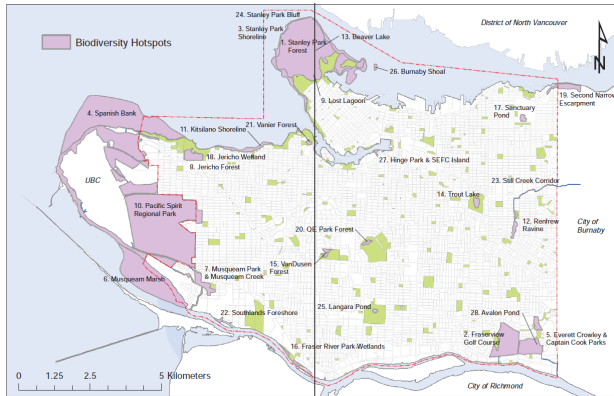 24. Stanley Park Bluff
3. Stanley Park
Shoreline
13. Beaver Lake
District of North Vancouver
1. Stanley Park
Forest
Biodiversity Hotspots
26. Burnaby Shoal
N
9. Lost Lagoon
19. Second Narrow
Escarpment
4. Spanish Bank
17. Sanctuary
Pond
11. Kitsilano Shoreline
21. Vanier Forest
18. Jericho Wetland
8. Jericho Forest
27. Hinge Park & SEFC Island
UBC
23. Still Creek Corridor
14. Trout Lake
10. Pacific Spirit
Regional Park
12. Renfrew
Ravine
City of
Burnaby
20. QE Park Forest
15. VanDusen
Forest
7. Musqueam Park
& Musqueam Creek
6. Musqueam Marsh
25. Langara Pond
22. Southlands Foreshore
28. Avalon Pond
2. Fraserview
Golf Course
5. Everett Crowley &
Captain Cook Parks
16. Fraser River Park Wetlands
0 1.25 2.5 5 Kilometers
City of Richmond